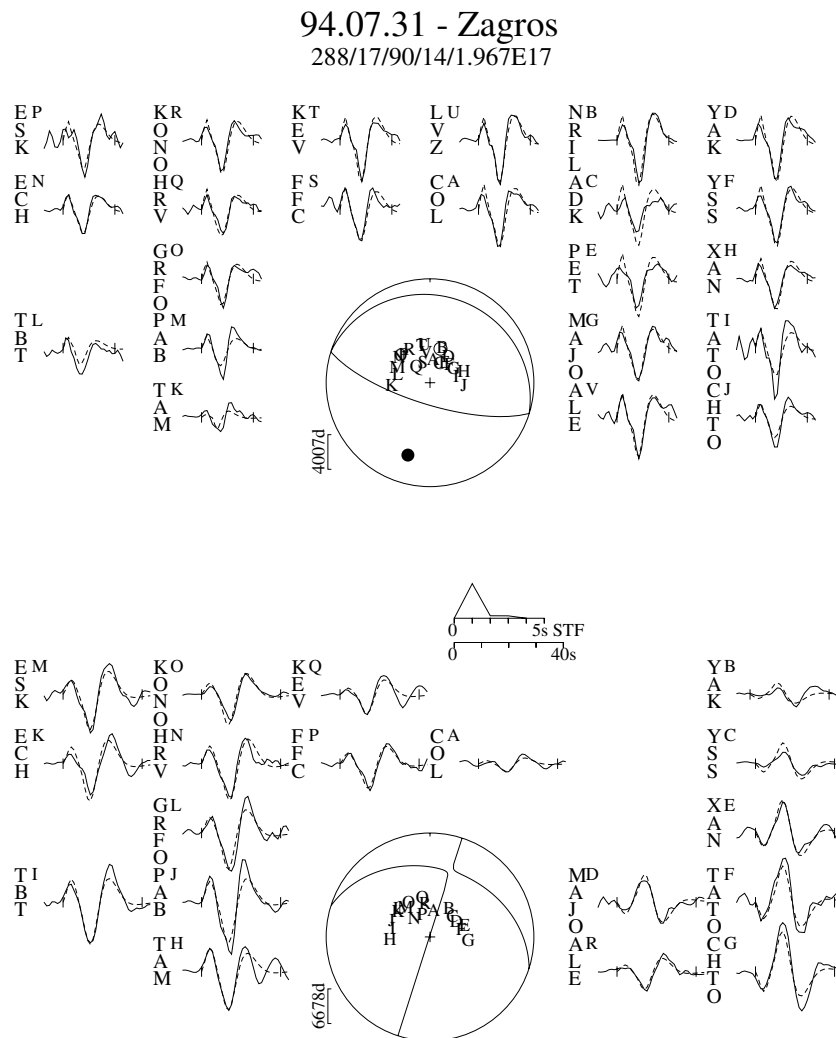 94.07.31 - Zagros
288/17/90/14/1.967E17
ESK P
KONO R
KEV T
LVZ U
NRIL B
YAK D
ECH N
HRV Q
FFC S
COL A
ADK C
YSS F
GRFO O
PET E
XAN H
TBT L
PAB M
MAJO G
TATO I
TAM K
ALE V
CHTO J
R T U B
V D
M Q S A G H
L I
K J
4007d
0 5s STF
0 40s
ESK M
KONO O
KEV Q
YAK B
ECH K
HRV N
FFC P
COL A
YSS C
GRFO L
XAN E
TBT I
PAB J
MAJO D
TATO F
TAM H
ALE R
CHTO G
Q
O R
K M P A B
J N C D
I F E
H G
6678d